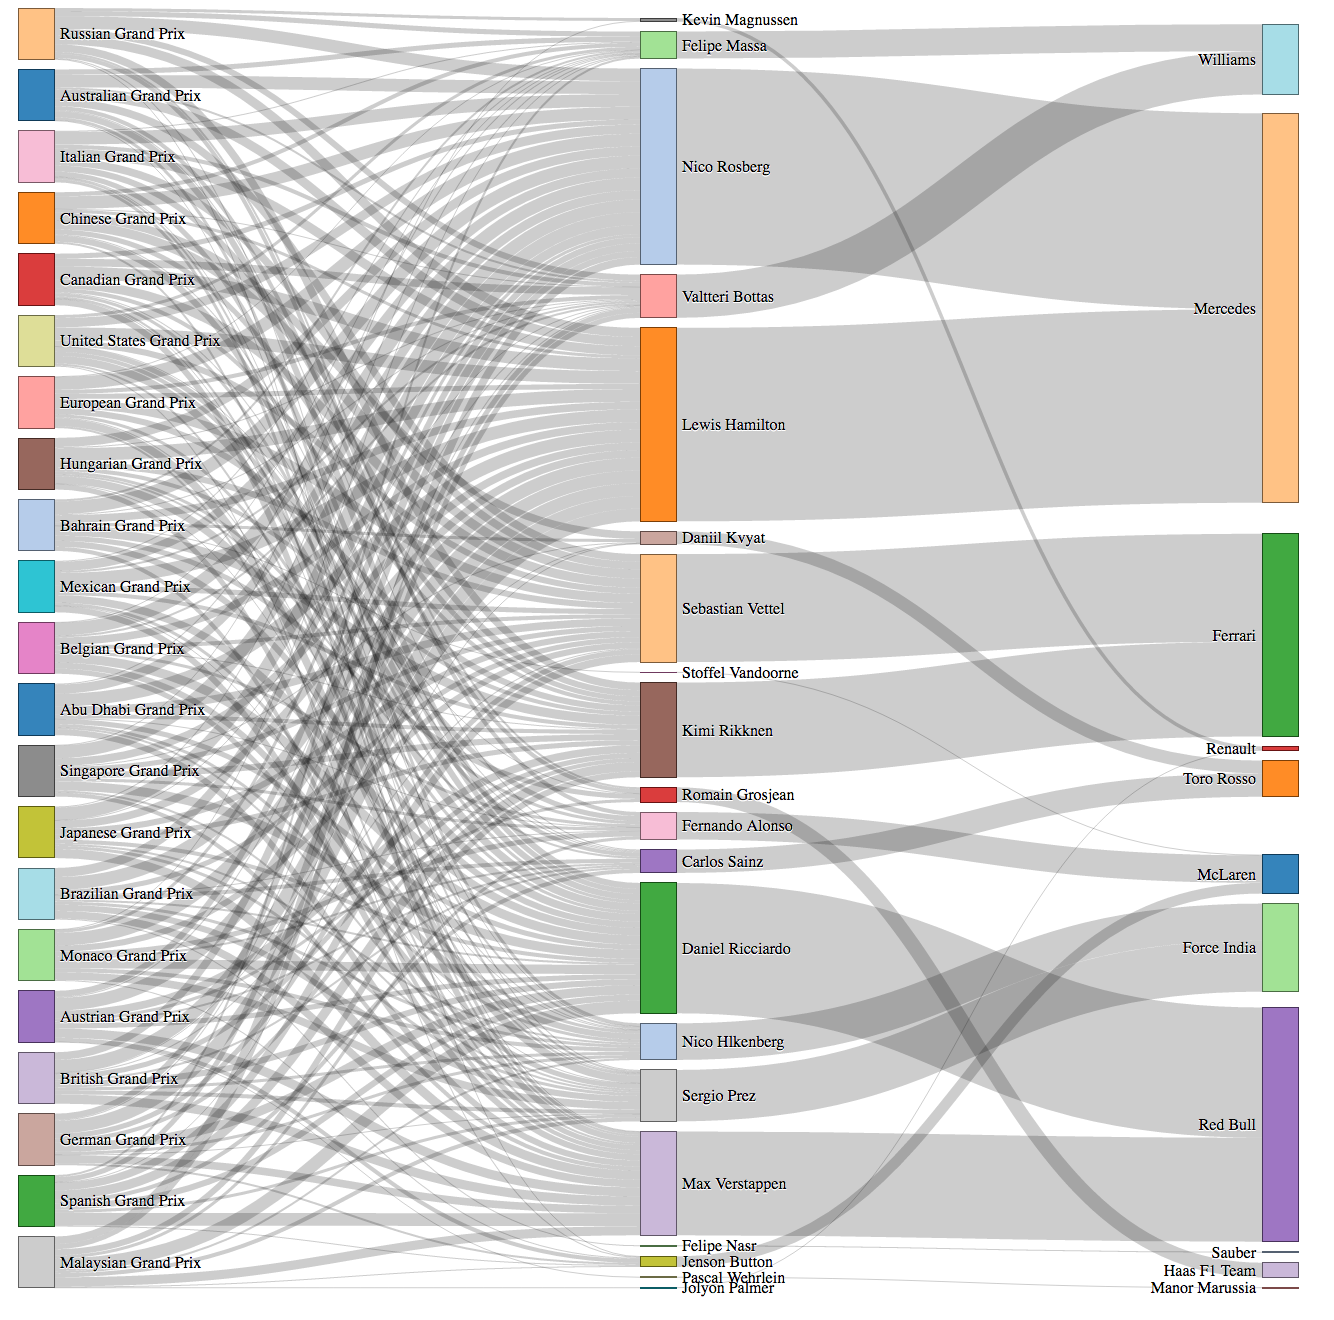 Russian Grand Prix
Australian Grand Prix
Italian Grand Prix
Chinese Grand Prix
Canadian Grand Prix
United States Grand Prix
European Grand Prix
Hungarian Grand Prix
Bahrain Grand Prix
Mexican Grand Prix
Belgian Grand Prix
Abu Dhabi Grand Prix
Singapore Grand Prix
Japanese Grand Prix
Brazilian Grand Prix
Monaco Grand Prix
Austrian Grand Prix
British Grand Prix
German Grand Prix
Spanish Grand Prix
Malaysian Grand Prix
Kevin Magnussen
Felipe Massa
Nico Rosberg
Valtteri Bottas
Lewis Hamilton
Daniil Kvyat
Sebastian Vettel
Stoffel Vandoorne
Kimi Rikknen
Romain Grosjean
Fernando Alonso
Carlos Sainz
Daniel Ricciardo
Nico Hlkenberg
Sergio Prez
Max Verstappen
Felipe Nasr
Jenson Button
Pascal Wehrlein
Jolyon Palmer
Williams
Mercedes
Ferrari
Renault
Toro Rosso
McLaren
Force India
Red Bull
Sauber
Haas F1 Team
Manor Marussia